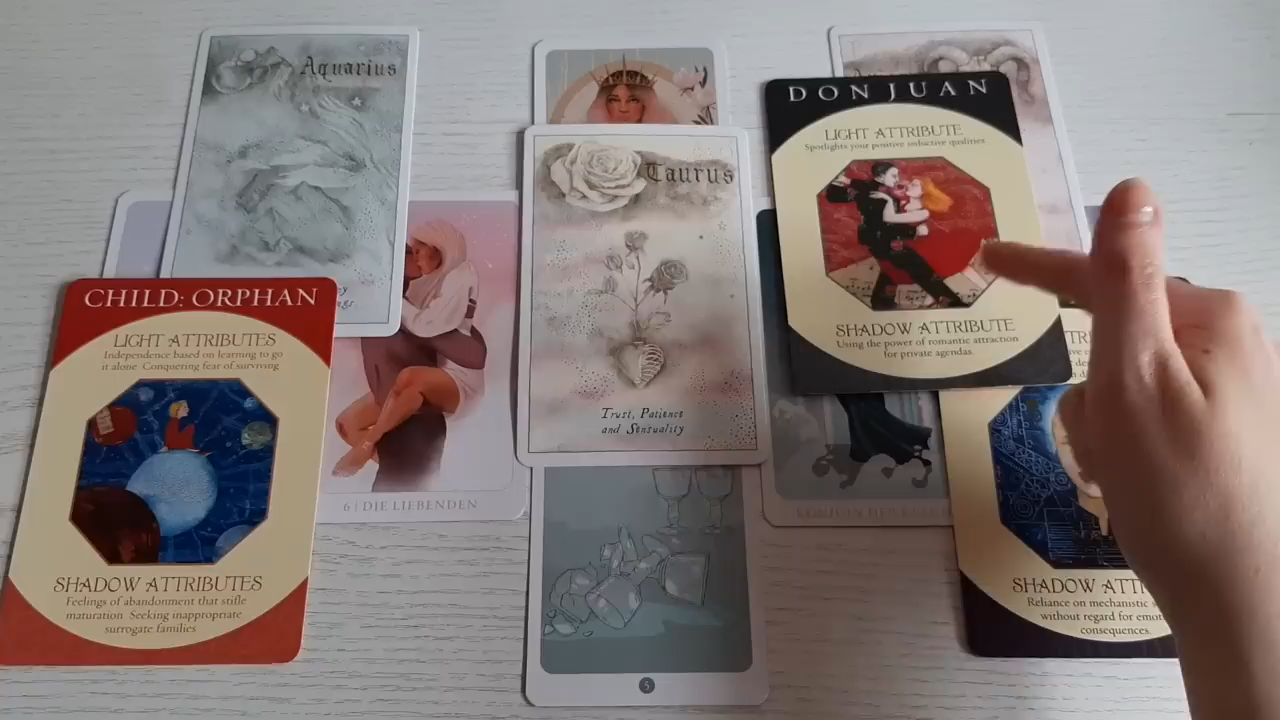 Aquarius
CHILD: ORPHAN
LIGHT ATTRIBUTES
Independence based on learning to go
it alone Conquering fear of surviving
SHADOW ATTRIBUTES
Feelings of abandonment that stifle
maturation Seeking inappropriate
surrogate families
6 | DIE LIEBENDEN
Taurus
Trust, Patience
and Sensuality
5
DON JUAN
LIGHT ATTRIBUTE
Spotlights your positive seductive qualities
SHADOW ATTRIBUTE
Using the power of romantic attraction
for private agendas.
SHADOW
Reliance on mechanistic
without regard for
consequences.